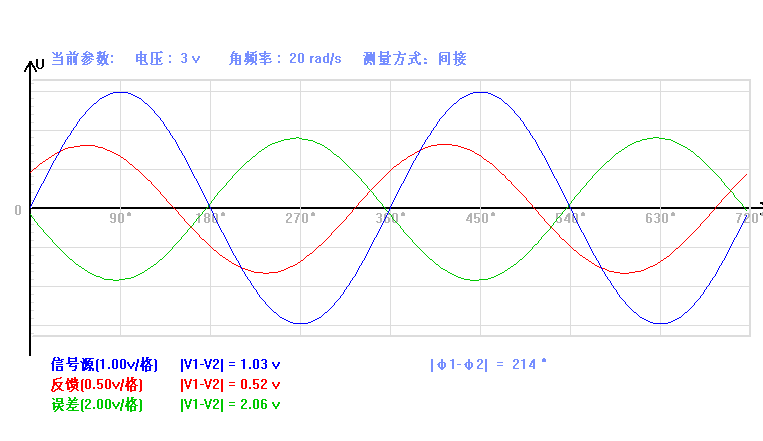 当前参数: 电压 : 3 v 角频率 : 20 rad/s 测量方式: 间接
U
0 90° 180° 270° 360° 450° 540° 630° 720°
信号源(1.00v/格) |V1-V2| = 1.03 v |Φ1-Φ2| = 214 °
反馈(0.50v/格) |V1-V2| = 0.52 v
误差(2.00v/格) |V1-V2| = 2.06 v